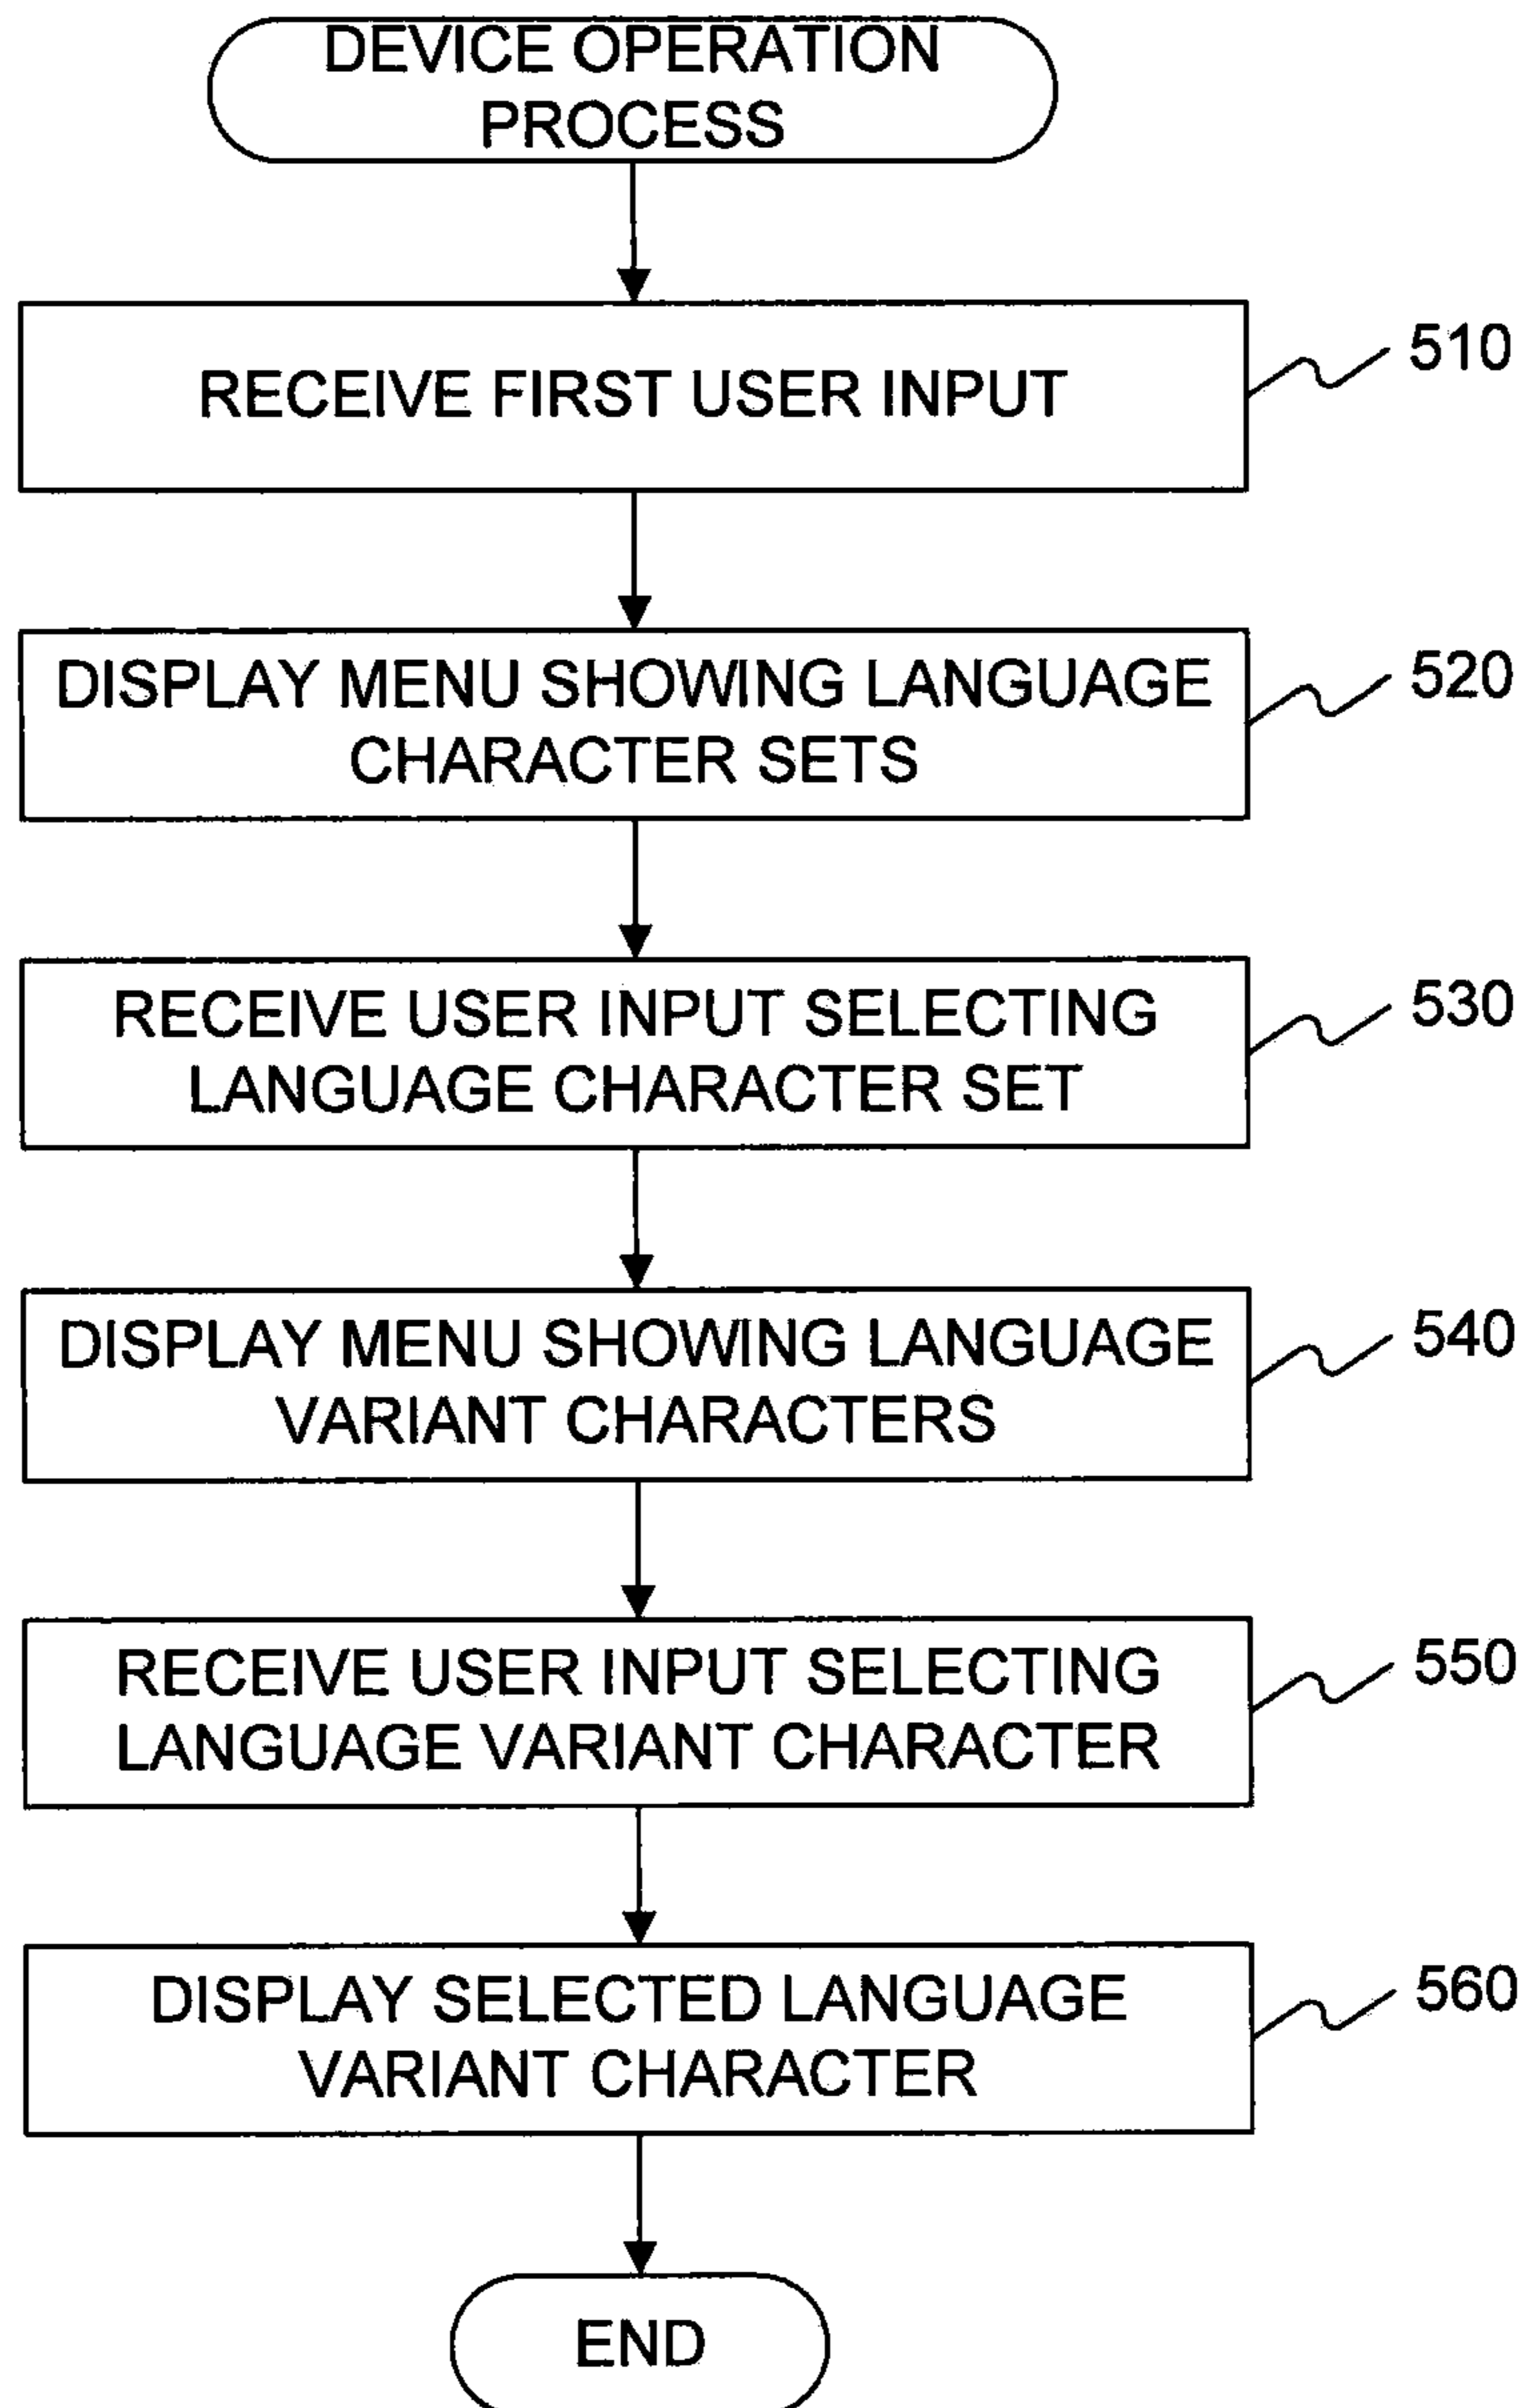 DEVICE OPERATION
PROCESS
RECEIVE FIRST USER INPUT
510
DISPLAY MENU SHOWING LANGUAGE
CHARACTER SETS
520
RECEIVE USER INPUT SELECTING
LANGUAGE CHARACTER SET
530
DISPLAY MENU SHOWING LANGUAGE
VARIANT CHARACTERS
540
RECEIVE USER INPUT SELECTING
LANGUAGE VARIANT CHARACTER
550
DISPLAY SELECTED LANGUAGE
VARIANT CHARACTER
560
END